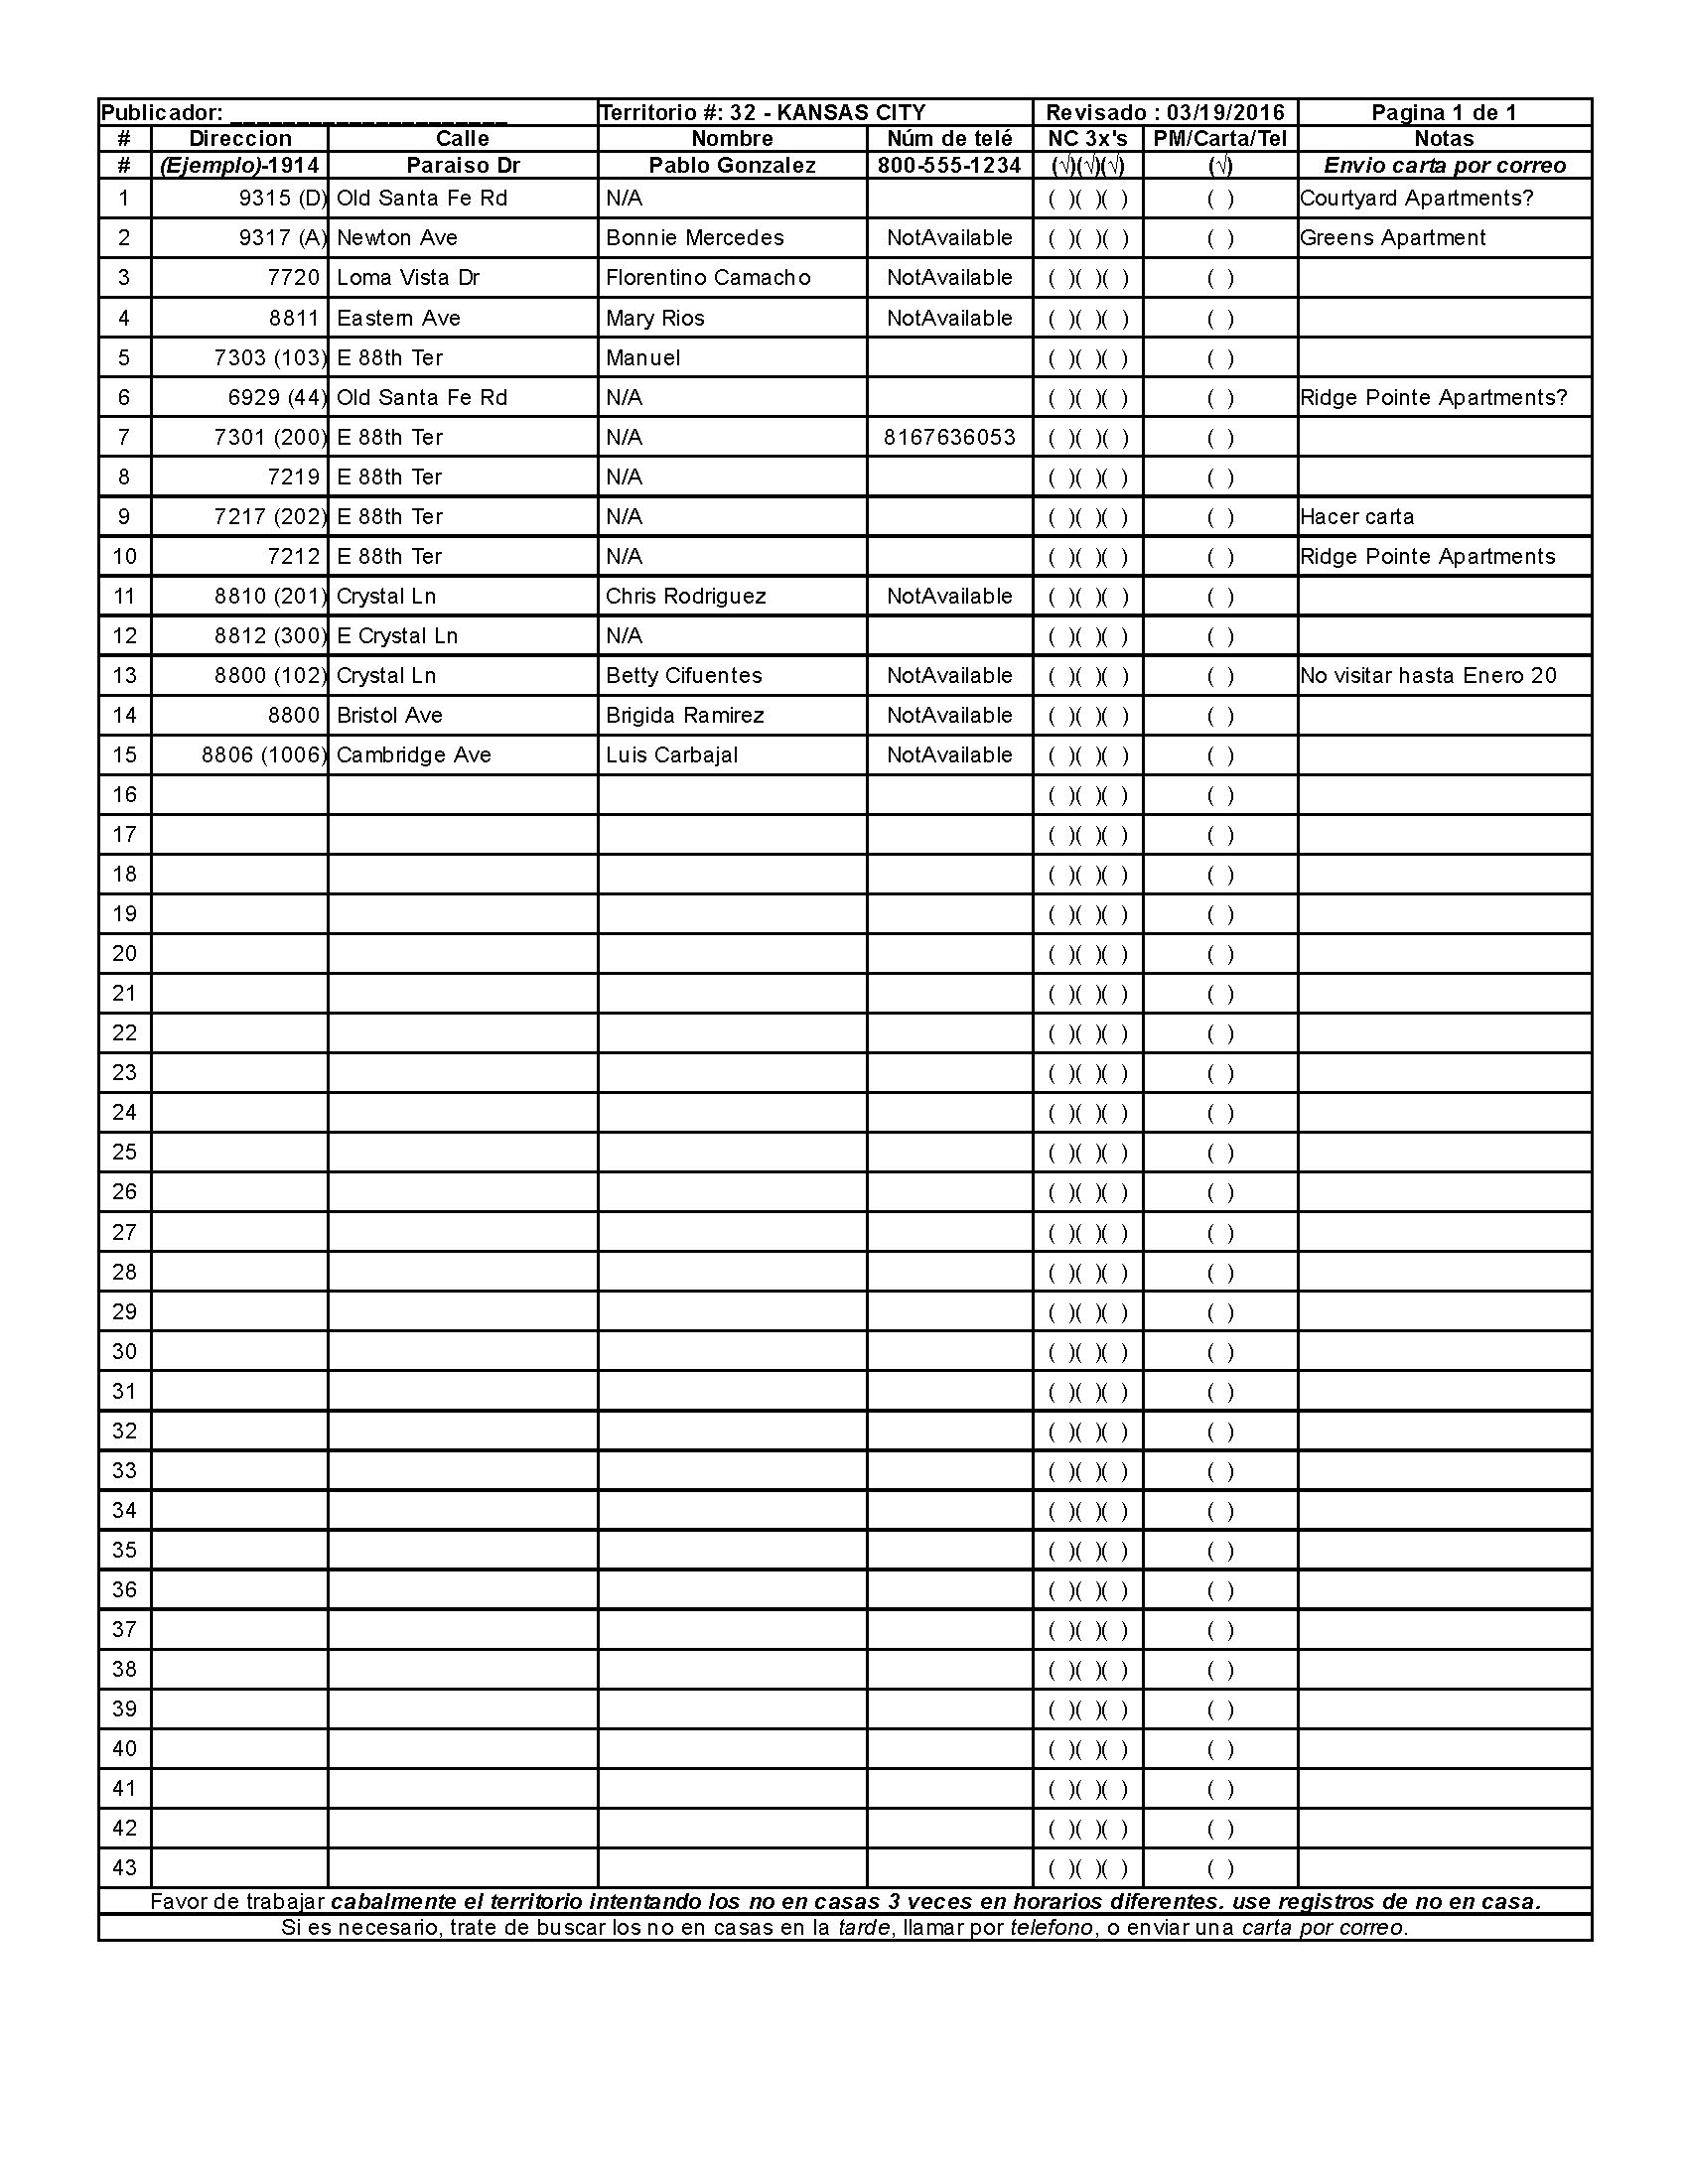 Publicador: _____________________ Territorio #: 32 - KANSAS CITY Revisado : 03/19/2016 Pagina 1 de 1
# Direccion Calle Nombre Núm de telé NC 3x's PM/Carta/Tel Notas
# (Ejemplo)-1914 Paraiso Dr Pablo Gonzalez 800-555-1234 (√)(√)(√) (√) Envio carta por correo
1 9315 (D) Old Santa Fe Rd N/A ( )( )( ) ( ) Courtyard Apartments?
2 9317 (A) Newton Ave Bonnie Mercedes NotAvailable ( )( )( ) ( ) Greens Apartment
3 7720 Loma Vista Dr Florentino Camacho NotAvailable ( )( )( ) ( )
4 8811 Eastern Ave Mary Rios NotAvailable ( )( )( ) ( )
5 7303 (103) E 88th Ter Manuel ( )( )( ) ( )
6 6929 (44) Old Santa Fe Rd N/A ( )( )( ) ( ) Ridge Pointe Apartments?
7 7301 (200) E 88th Ter N/A 8167636053 ( )( )( ) ( )
8 7219 E 88th Ter N/A ( )( )( ) ( )
9 7217 (202) E 88th Ter N/A ( )( )( ) ( ) Hacer carta
10 7212 E 88th Ter N/A ( )( )( ) ( ) Ridge Pointe Apartments
11 8810 (201) Crystal Ln Chris Rodriguez NotAvailable ( )( )( ) ( )
12 8812 (300) E Crystal Ln N/A ( )( )( ) ( )
13 8800 (102) Crystal Ln Betty Cifuentes NotAvailable ( )( )( ) ( ) No visitar hasta Enero 20
14 8800 Bristol Ave Brigida Ramirez NotAvailable ( )( )( ) ( )
15 8806 (1006) Cambridge Ave Luis Carbajal NotAvailable ( )( )( ) ( )
16 ( )( )( ) ( )
17 ( )( )( ) ( )
18 ( )( )( ) ( )
19 ( )( )( ) ( )
20 ( )( )( ) ( )
21 ( )( )( ) ( )
22 ( )( )( ) ( )
23 ( )( )( ) ( )
24 ( )( )( ) ( )
25 ( )( )( ) ( )
26 ( )( )( ) ( )
27 ( )( )( ) ( )
28 ( )( )( ) ( )
29 ( )( )( ) ( )
30 ( )( )( ) ( )
31 ( )( )( ) ( )
32 ( )( )( ) ( )
33 ( )( )( ) ( )
34 ( )( )( ) ( )
35 ( )( )( ) ( )
36 ( )( )( ) ( )
37 ( )( )( ) ( )
38 ( )( )( ) ( )
39 ( )( )( ) ( )
40 ( )( )( ) ( )
41 ( )( )( ) ( )
42 ( )( )( ) ( )
43 ( )( )( ) ( )
Favor de trabajar cabalmente el territorio intentando los no en casas 3 veces en horarios diferentes. use registros de no en casa.
Si es necesario, trate de buscar los no en casas en la tarde, llamar por telefono, o enviar una carta por correo.